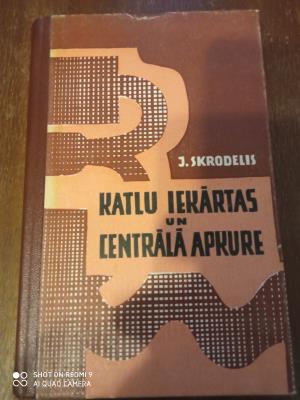 J. SKRODELIS
KATLU IEKĀRTAS
UN
CENTRĀLĀ APKURE
SHOT ON REDMI 9
AI QUAD CAMERA